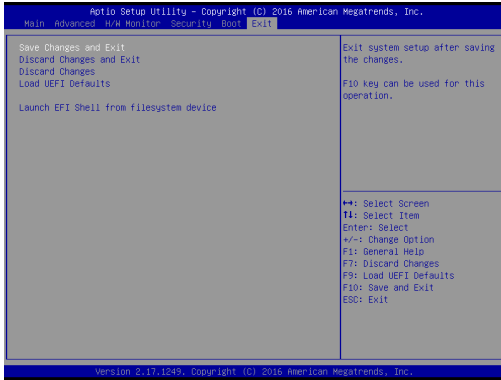 Aptio Setup Utility – Copyright (C) 2016 American Megatrends, Inc.
Main Advanced H/W Monitor Security Boot Exit
Save Changes and Exit
Discard Changes and Exit
Discard Changes
Load UEFI Defaults
Launch EFI Shell from filesystem device
Exit system setup after saving
the changes.
F10 key can be used for this
operation.
↔: Select Screen
↑↓: Select Item
Enter: Select
+/-: Change Option
F1: General Help
F7: Discard Changes
F9: Load UEFI Defaults
F10: Save and Exit
ESC: Exit
Version 2.17.1249. Copyright (C) 2016 American Megatrends, Inc.